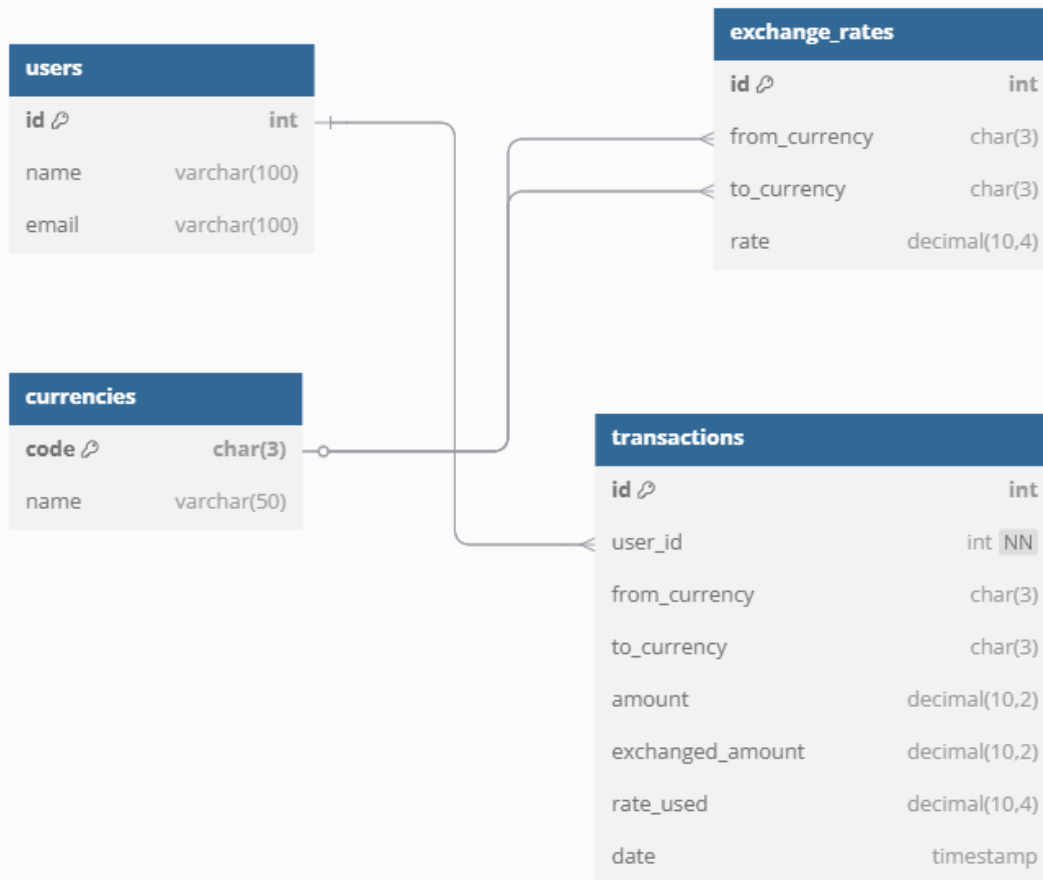 users
id int
name varchar(100)
email varchar(100)
exchange_rates
id int
from_currency char(3)
to_currency char(3)
rate decimal(10,4)
currencies
code char(3)
name varchar(50)
transactions
id int
user_id int NN
from_currency char(3)
to_currency char(3)
amount decimal(10,2)
exchanged_amount decimal(10,2)
rate_used decimal(10,4)
date timestamp